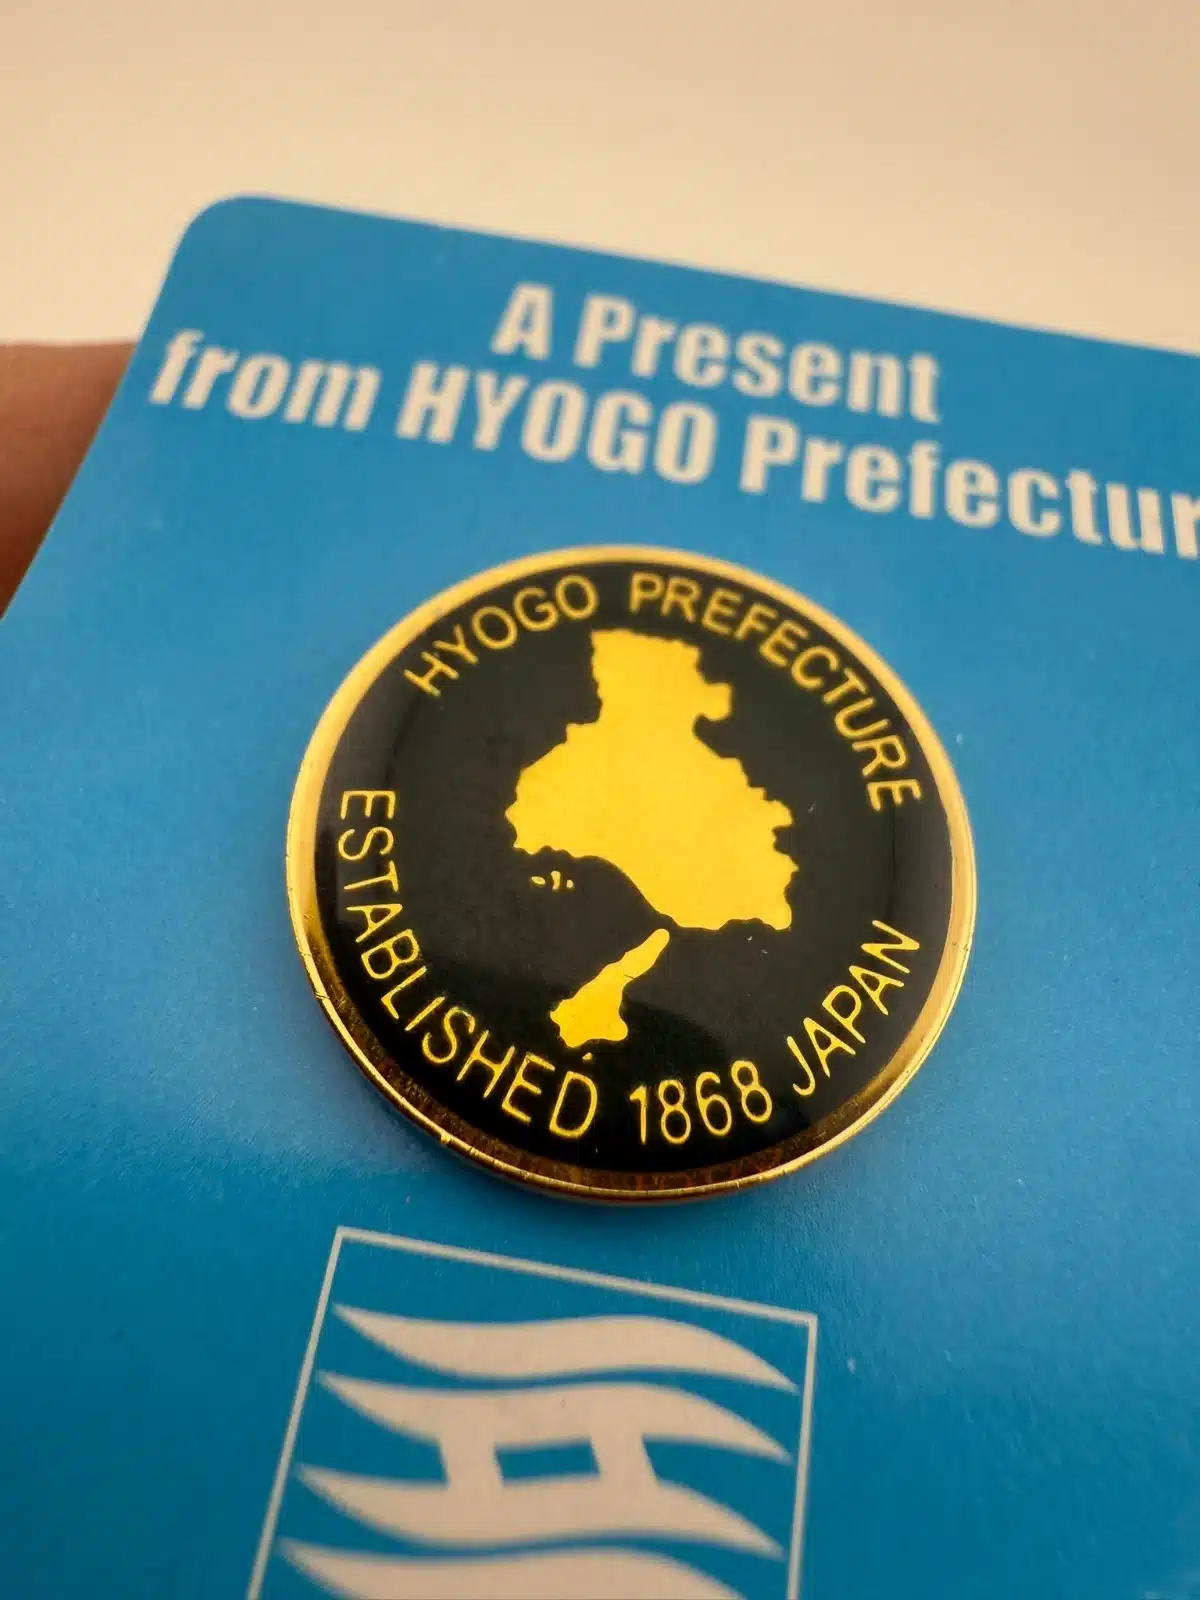 A Present
from HYOGO Prefectur
HYOGO PREFECTURE
ESTABLISHED 1868 JAPAN